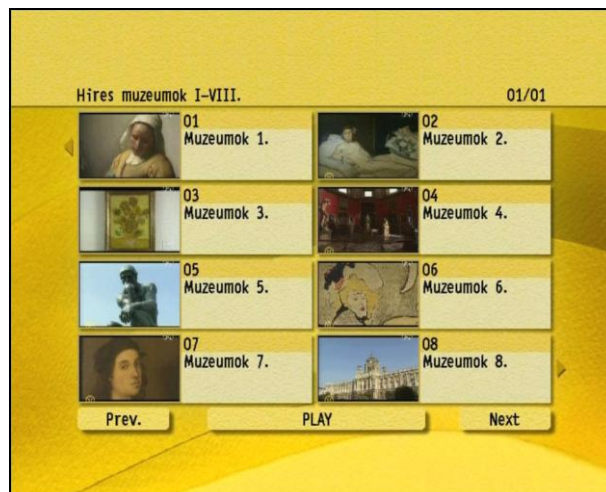 Hires muzeumok I-VIII. 01/01
01
Muzeumok 1.
02
Muzeumok 2.
03
Muzeumok 3.
04
Muzeumok 4.
05
Muzeumok 5.
06
Muzeumok 6.
07
Muzeumok 7.
08
Muzeumok 8.
Prev. PLAY Next